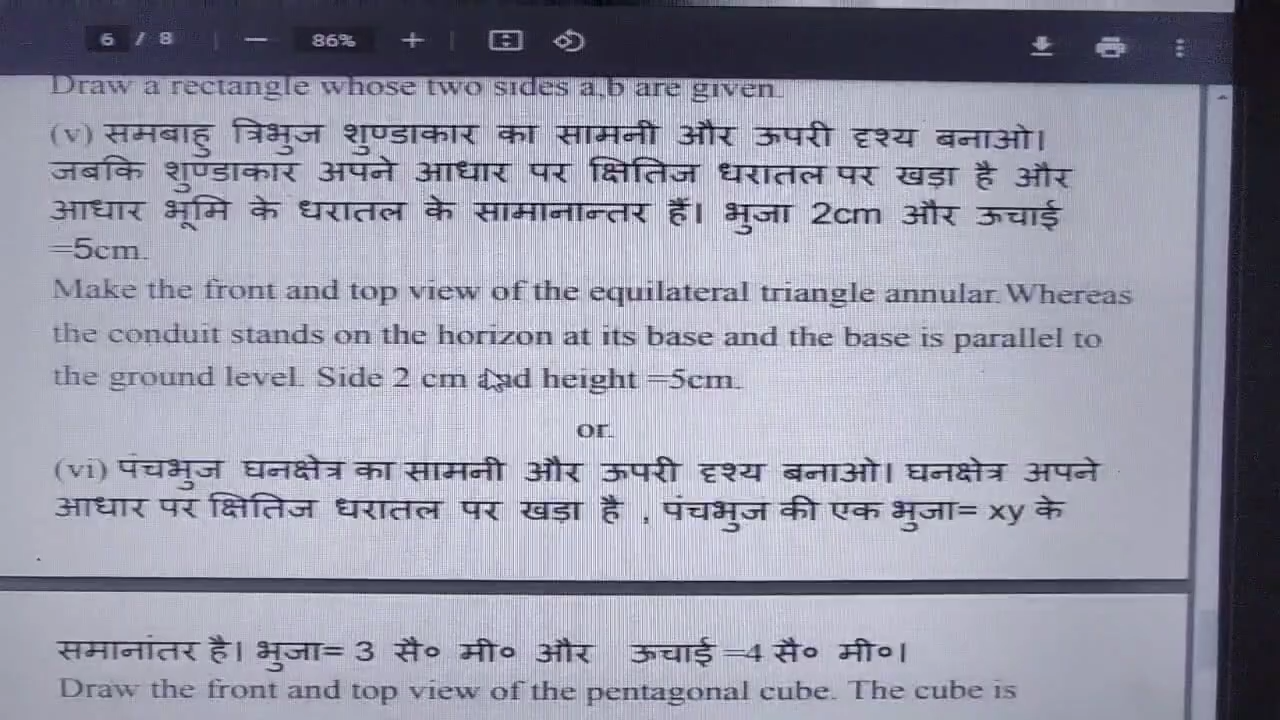 6 / 8
86%
Draw a rectangle whose two sides a,b are given.
(v) समबाहु त्रिभुज शुण्डाकार का सामनी और ऊपरी दृश्य बनाओ।
जबकि शुण्डाकार अपने आधार पर क्षितिज धरातल पर खड़ा है और
आधार भूमि के धरातल के सामानान्तर हैं। भुजा 2cm और ऊचाई
=5cm.
Make the front and top view of the equilateral triangle annular. Whereas
the conduit stands on the horizon at its base and the base is parallel to
the ground level. Side 2 cm and height =5cm.
or.
(vi) पंचभुज घनक्षेत्र का सामनी और ऊपरी दृश्य बनाओ। घनक्षेत्र अपने
आधार पर क्षितिज धरातल पर खड़ा है , पंचभुज की एक भुजा= xy के
समानांतर है। भुजा= 3 सै० मी० और ऊचाई =4 सै० मी०।
Draw the front and top view of the pentagonal cube. The cube is